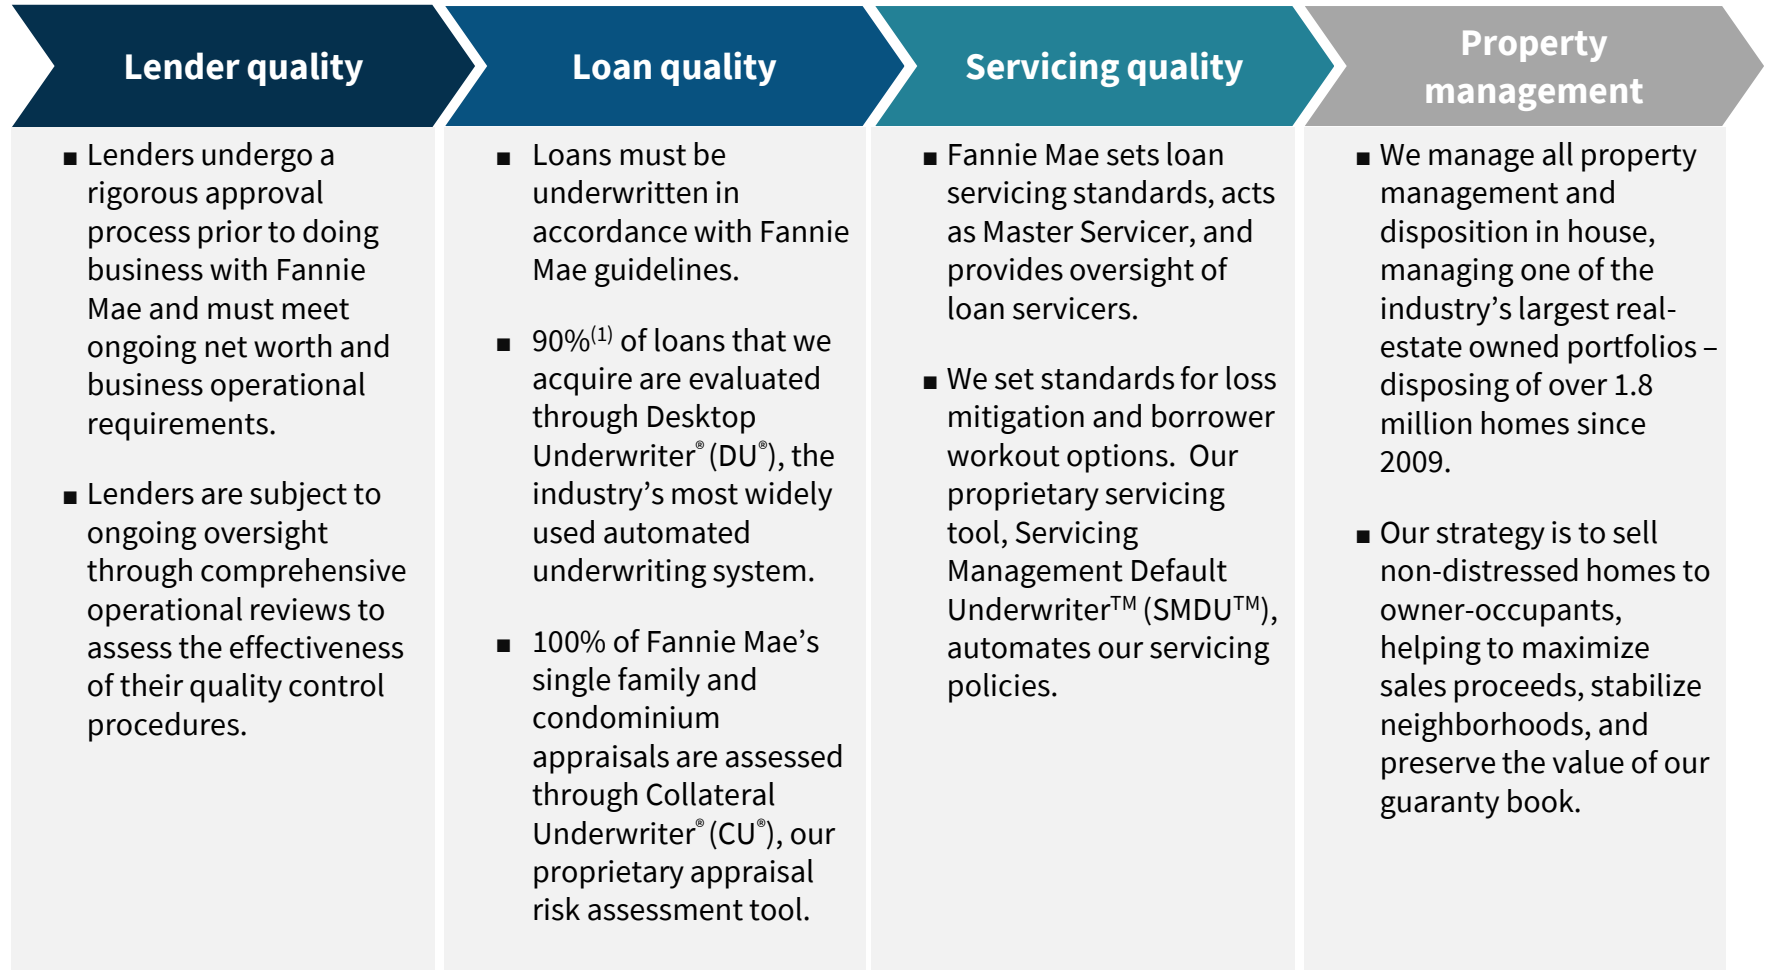 Lender quality
■ Lenders undergo a
rigorous approval
process prior to doing
business with Fannie
Mae and must meet
ongoing net worth and
business operational
requirements.
■ Lenders are subject to
ongoing oversight
through comprehensive
operational reviews to
assess the effectiveness
of their quality control
procedures.
Loan quality
■ Loans must be
underwritten in
accordance with Fannie
Mae guidelines.
■ 90%(1) of loans that we
acquire are evaluated
through Desktop
Underwriter® (DU®), the
industry’s most widely
used automated
underwriting system.
■ 100% of Fannie Mae’s
single family and
condominium
appraisals are assessed
through Collateral
Underwriter® (CU®), our
proprietary appraisal
risk assessment tool.
Servicing quality
■ Fannie Mae sets loan
servicing standards, acts
as Master Servicer, and
provides oversight of
loan servicers.
■ We set standards for loss
mitigation and borrower
workout options.  Our
proprietary servicing
tool, Servicing
Management Default
Underwriter™ (SMDU™),
automates our servicing
policies.
Property
management
■ We manage all property
management and
disposition in house,
managing one of the
industry’s largest real-
estate owned portfolios –
disposing of over 1.8
million homes since
2009.
■ Our strategy is to sell
non-distressed homes to
owner-occupants,
helping to maximize
sales proceeds, stabilize
neighborhoods, and
preserve the value of our
guaranty book.